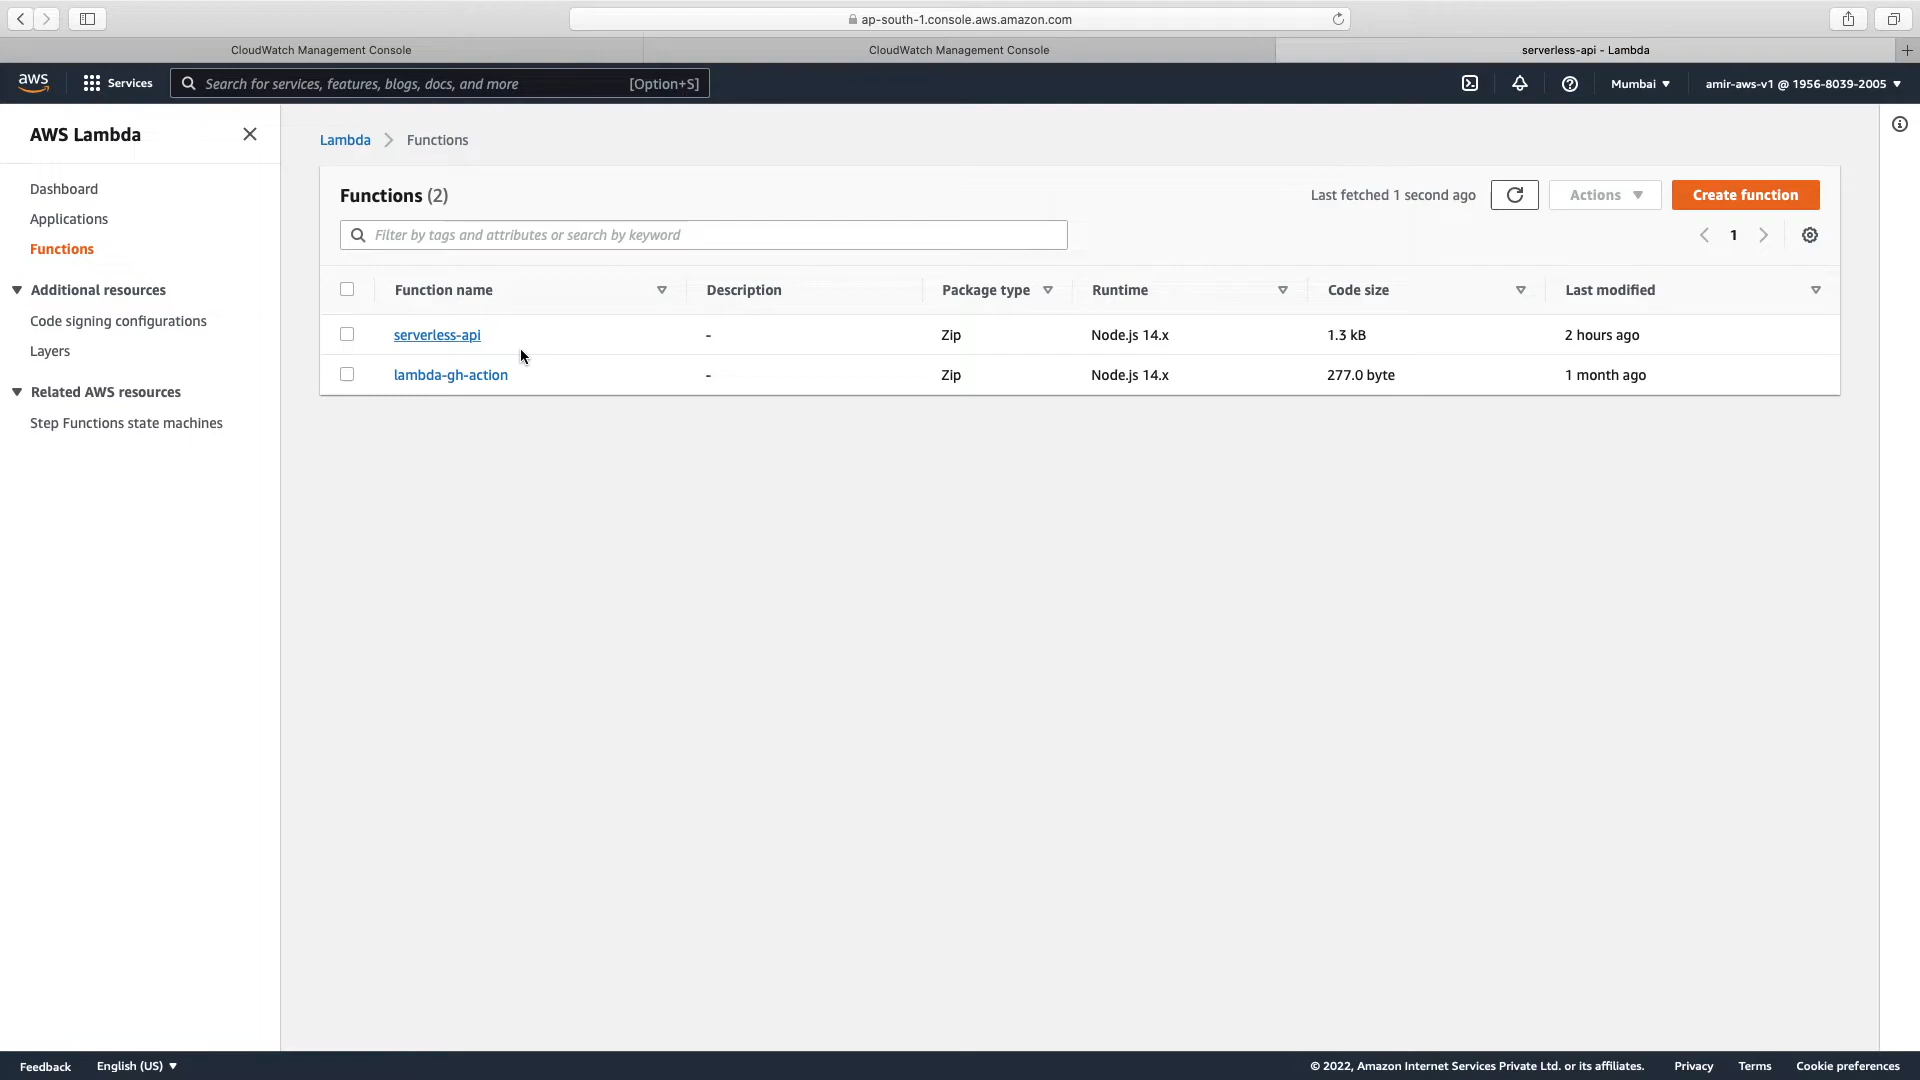 ap-south-1.console.aws.amazon.com
CloudWatch Management Console
CloudWatch Management Console
serverless-api - Lambda
aws
Services
Search for services, features, blogs, docs, and more
[Option+S]
Mumbai
amir-aws-v1 @ 1956-8039-2005
AWS Lambda
Dashboard
Applications
Functions
Additional resources
Code signing configurations
Layers
Related AWS resources
Step Functions state machines
Lambda
Functions
Functions (2)
Last fetched 1 second ago
Actions
Create function
Filter by tags and attributes or search by keyword
1
Function name Description Package type Runtime Code size Last modified
serverless-api - Zip Node.js 14.x 1.3 kB 2 hours ago
lambda-gh-action - Zip Node.js 14.x 277.0 byte 1 month ago
Feedback
English (US)
© 2022, Amazon Internet Services Private Ltd. or its affiliates.
Privacy
Terms
Cookie preferences